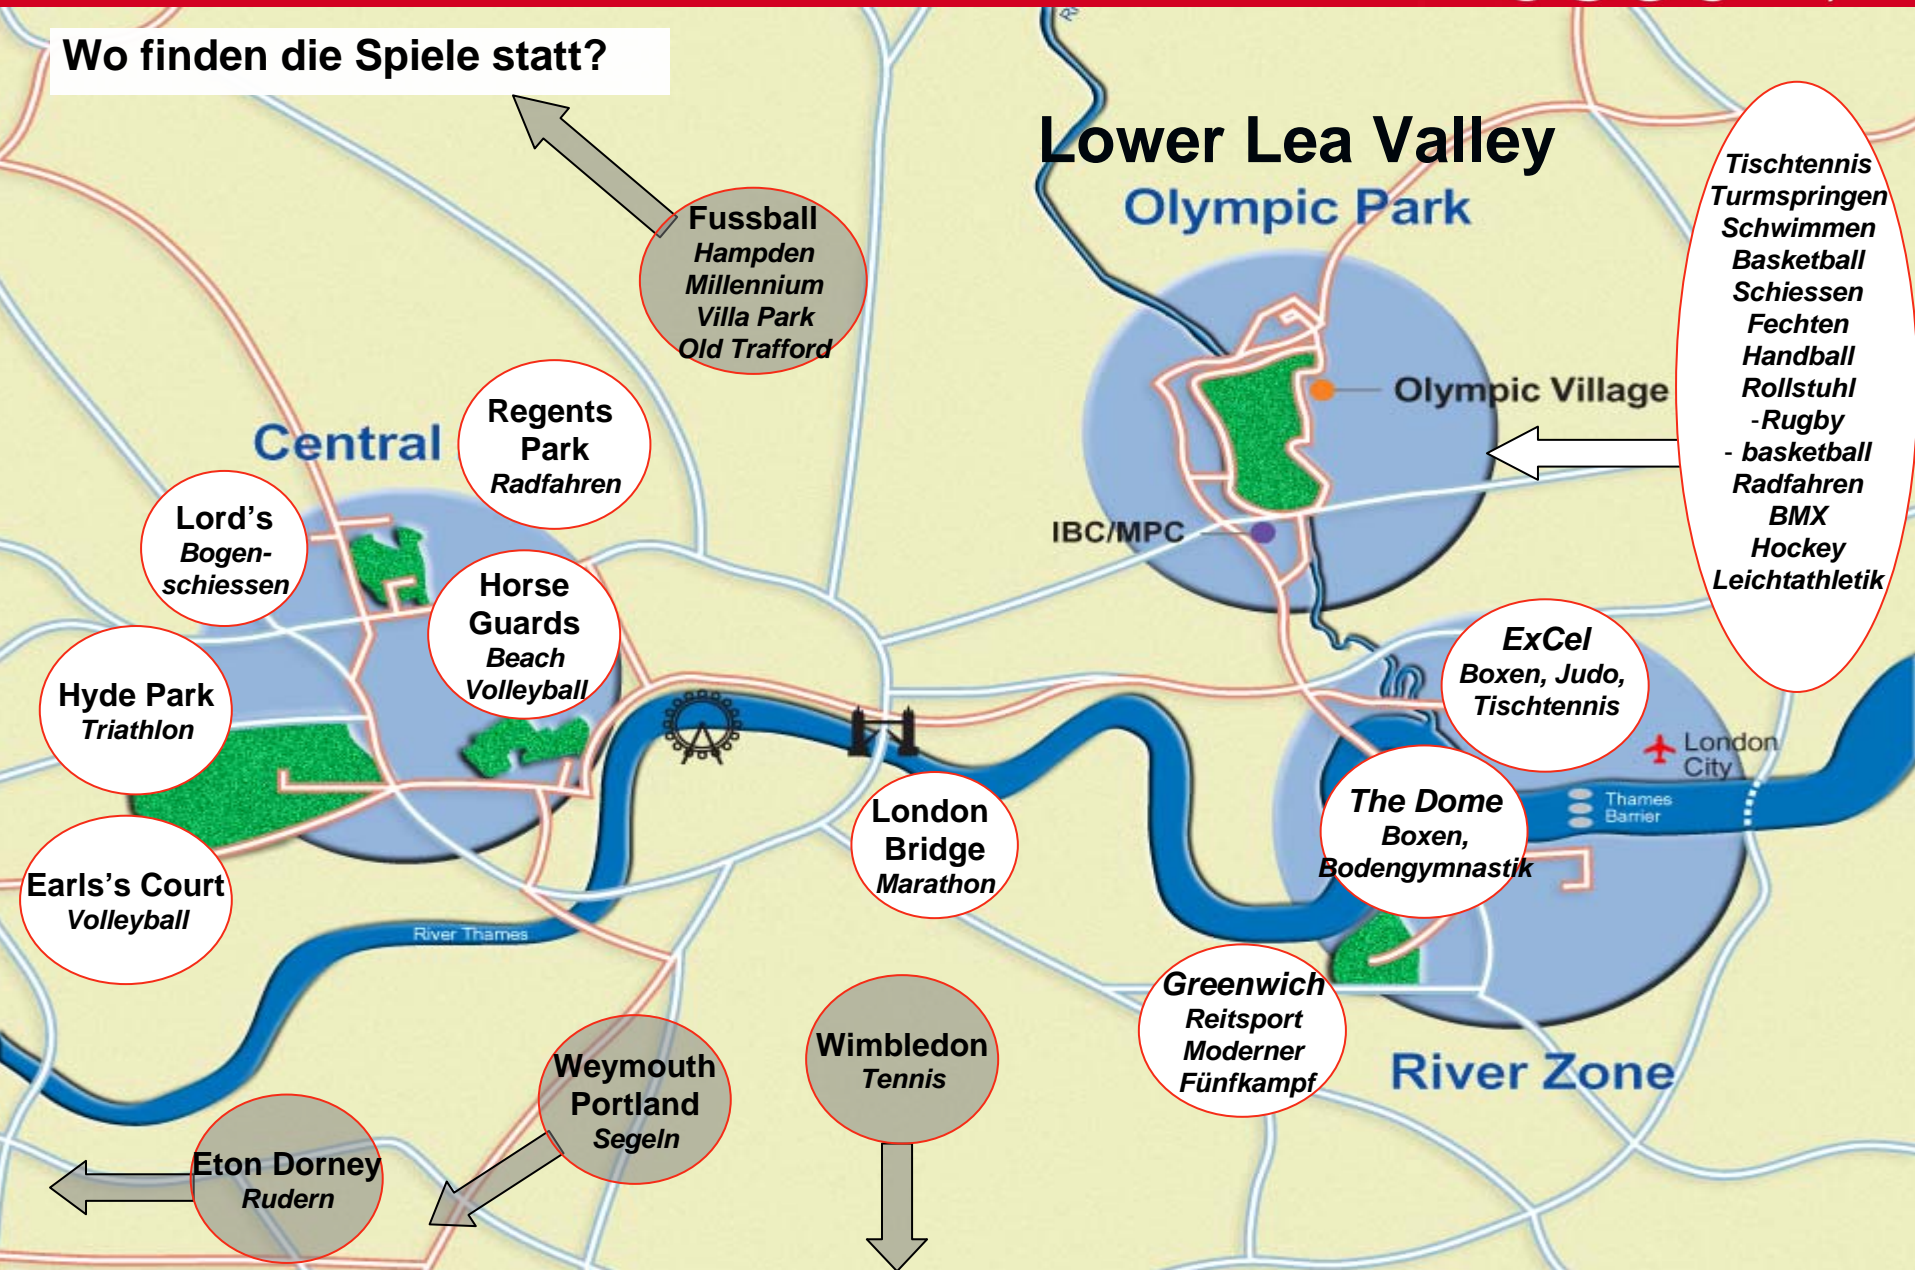 Wo finden die Spiele statt?
Lower Lea Valley
Olympic Park
Fussball
Hampden
Millennium
Villa Park
Old Trafford
Tischtennis
Turmspringen
Schwimmen
Basketball
Schiessen
Fechten
Handball
Rollstuhl
-Rugby
- basketball
Radfahren
BMX
Hockey
Leichtathletik
Olympic Village
IBC/MPC
Central
Regents
Park
Radfahren
Lord's
Bogen-
schiessen
Horse
Guards
Beach
Volleyball
Hyde Park
Triathlon
Earls's Court
Volleyball
River Thames
London
Bridge
Marathon
ExCel
Boxen, Judo,
Tischtennis
London
City
Thames
Barrier
The Dome
Boxen,
Bodengymnastik
Greenwich
Reitsport
Moderner
Fünfkampf
River Zone
Wimbledon
Tennis
Weymouth
Portland
Segeln
Eton Dorney
Rudern